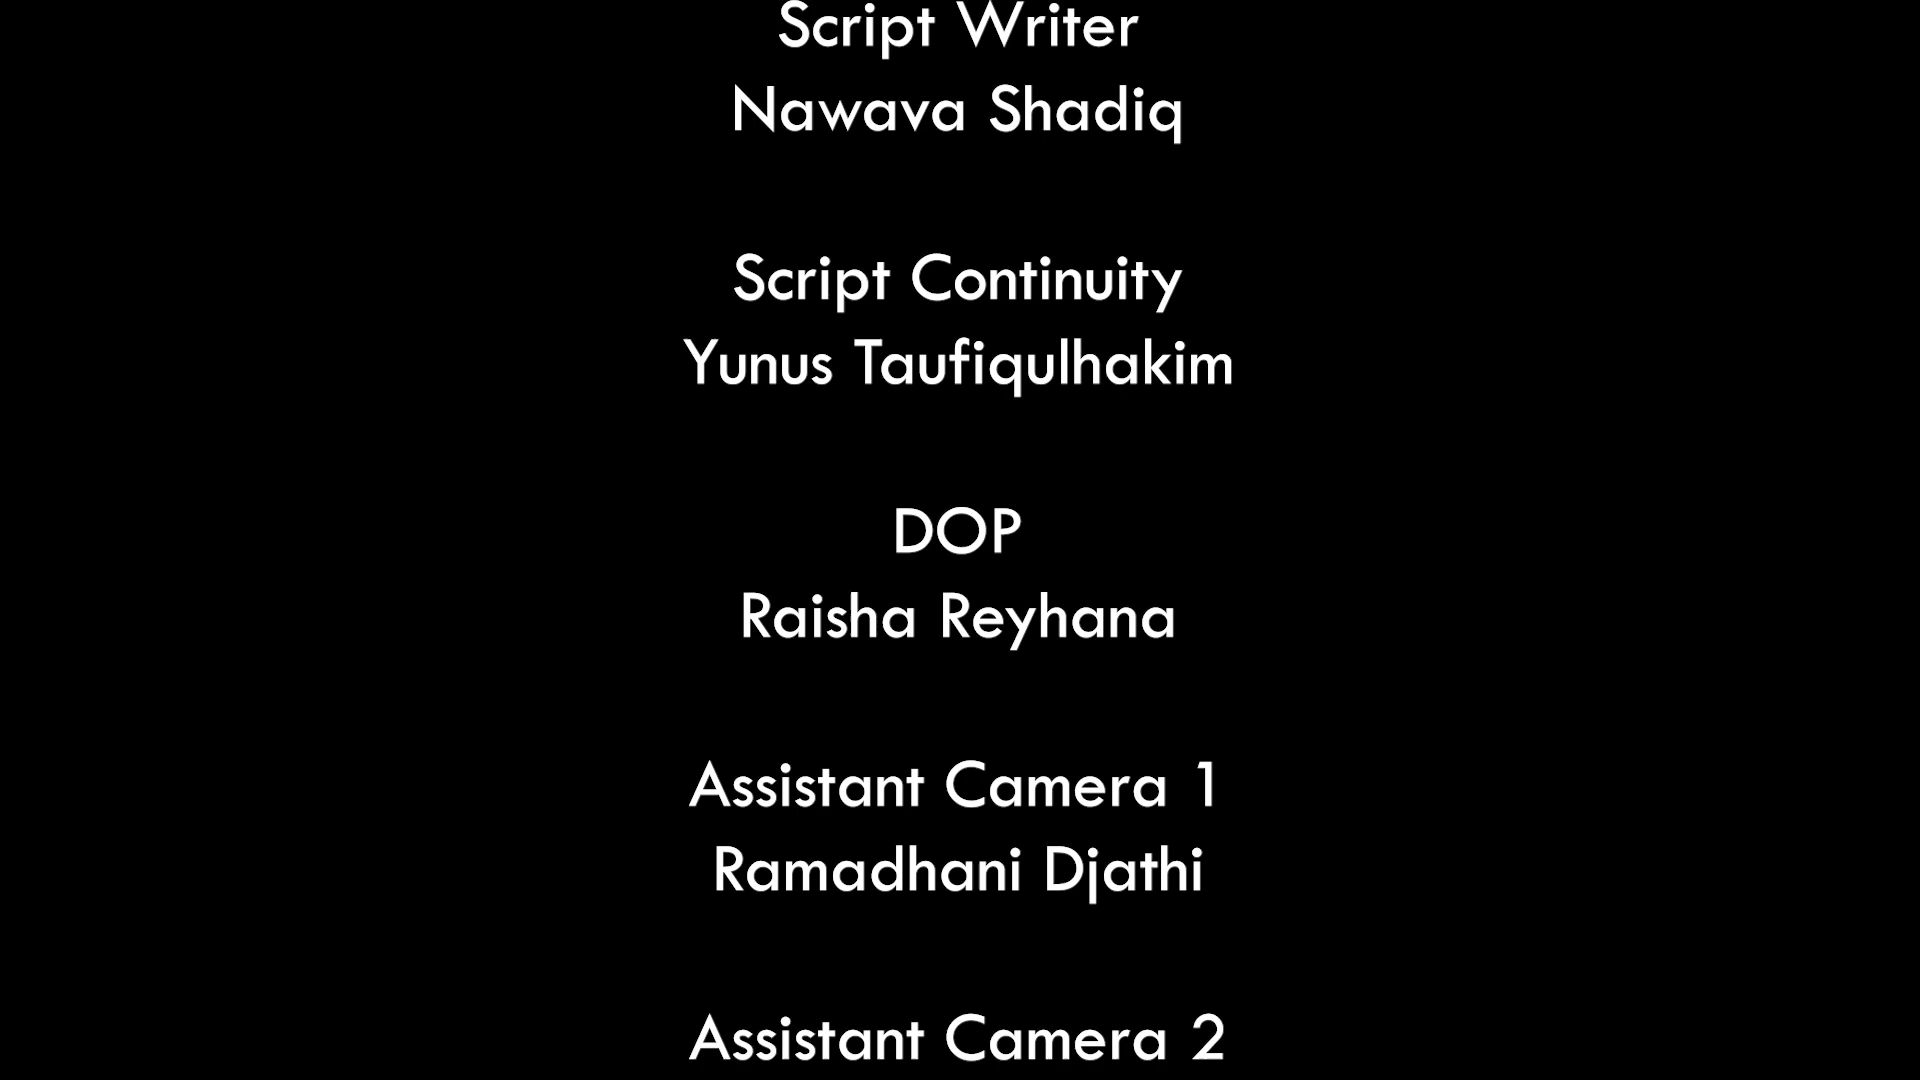 Script Writer
Nawava Shadiq
Script Continuity
Yunus Taufiqulhakim
DOP
Raisha Reyhana
Assistant Camera 1
Ramadhani Djathi
Assistant Camera 2